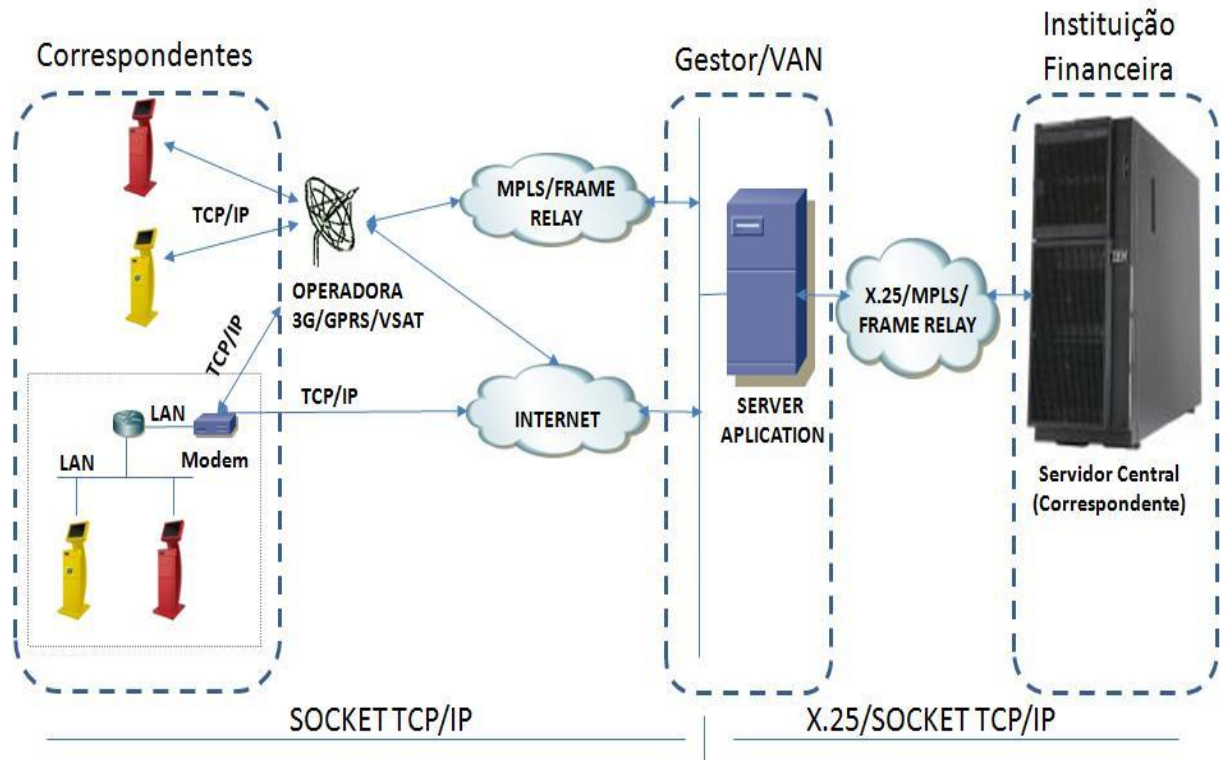 Correspondentes
Gestor/VAN
Instituição
Financeira
TCP/IP
OPERADORA
3G/GPRS/VSAT
MPLS/FRAME
RELAY
TCP/IP
TCP/IP
INTERNET
LAN
Modem
LAN
SERVER
APLICATION
X.25/MPLS/
FRAME RELAY
IBM
Servidor Central
(Correspondente)
SOCKET TCP/IP
X.25/SOCKET TCP/IP